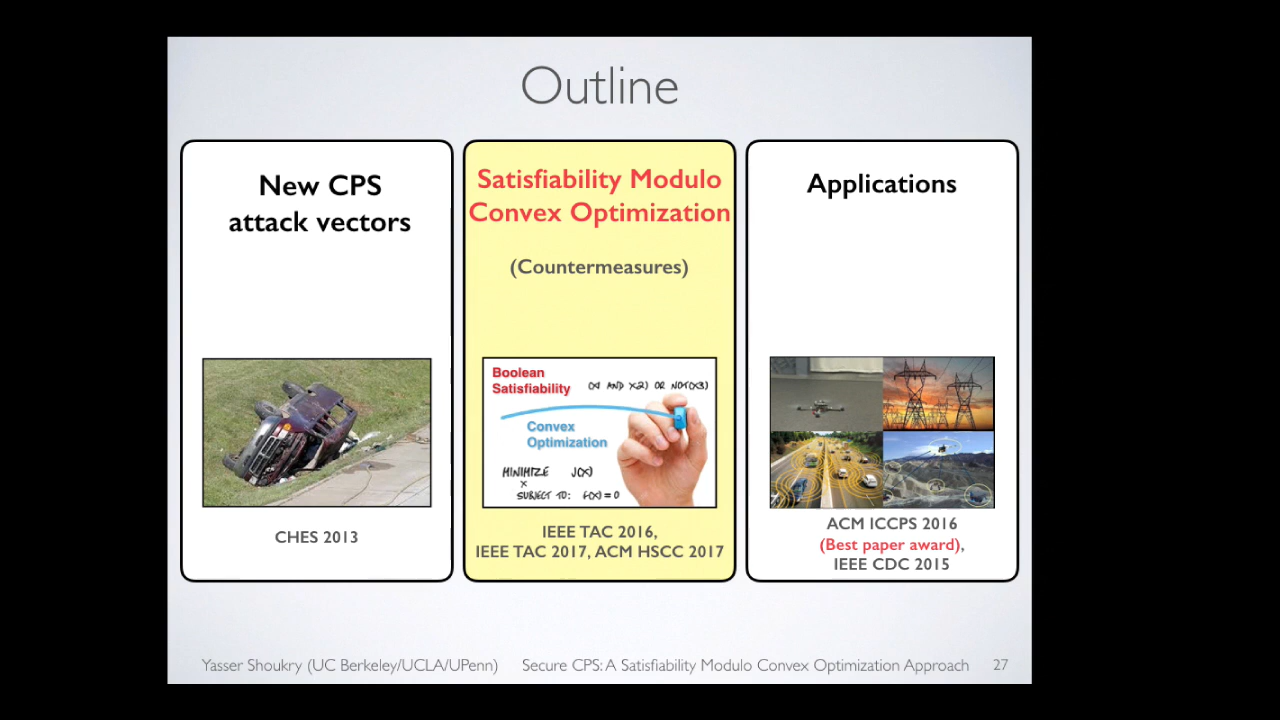 Outline
New CPS
attack vectors
CHES 2013
Satisfiability Modulo
Convex Optimization
(Countermeasures)
Boolean
Satisfiability
(X1 AND X2) OR NOT(X3)
Convex
Optimization
MINIMIZE J(X)
X
SUBJECT TO: f(X) = 0
IEEE TAC 2016,
IEEE TAC 2017, ACM HSCC 2017
Applications
ACM ICCPS 2016
(Best paper award),
IEEE CDC 2015
Yasser Shoukry (UC Berkeley/UCLA/UPenn) Secure CPS: A Satisfiability Modulo Convex Optimization Approach 27